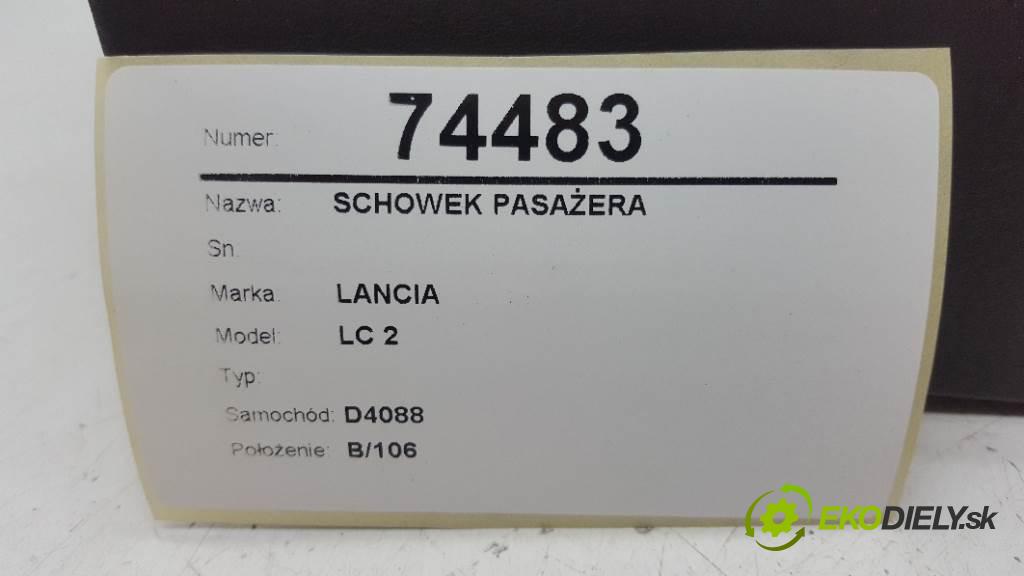 Numer: 74483
Nazwa: SCHOWEK PASAŻERA
Sn.
Marka: LANCIA
Model: LC 2
Typ:
Samochód: D4088
Położenie: B/106
EKODIELY.sk